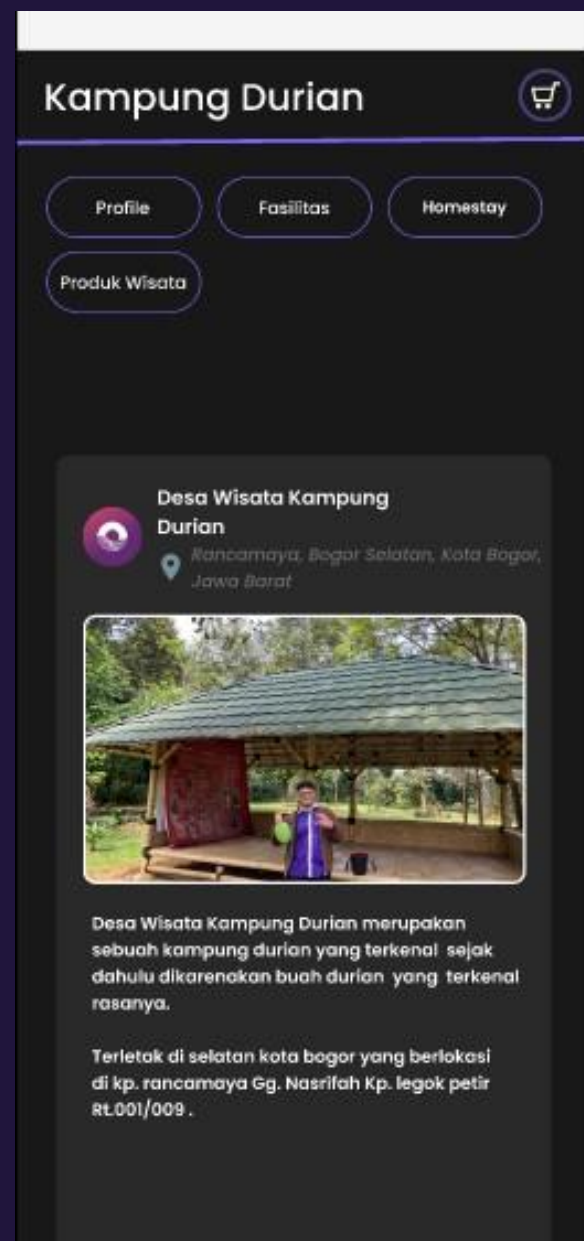 Kampung Durian
Profile
Fasilitas
Homestay
Produk Wisata
Desa Wisata Kampung
Durian
Rancamaya, Bogor Selatan, Kota Bogor,
Jawa Barat
Desa Wisata Kampung Durian merupakan
sebuah kampung durian yang terkenal sejak
dahulu dikarenakan buah durian yang terkenal
rasanya.
Terletak di selatan kota bogor yang berlokasi
di kp. rancamaya Gg. Nasrifah Kp. legok petir
Rt.001/009 .